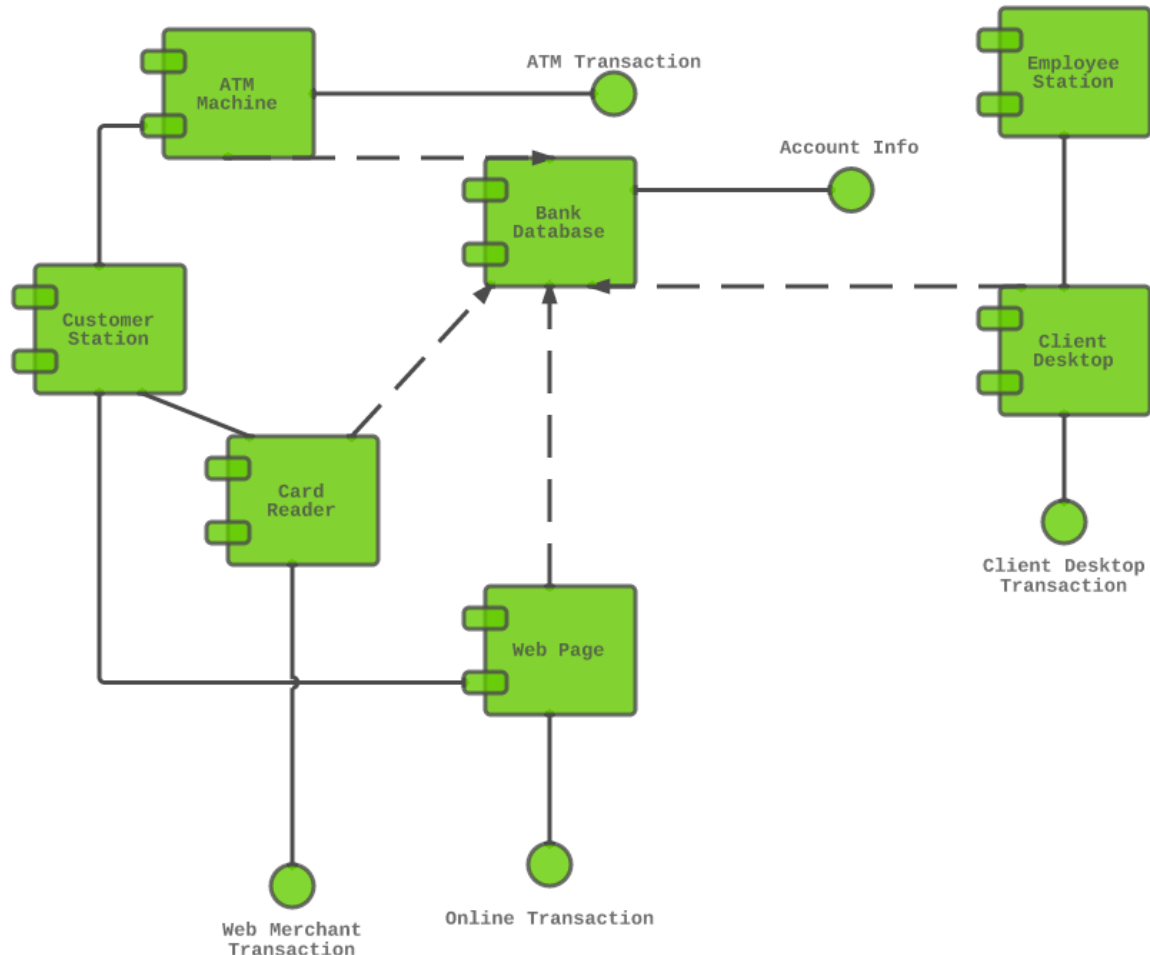 ATM Transaction
Employee
Station
ATM
Machine
Account Info
Bank
Database
Customer
Station
Client
Desktop
Card
Reader
Client Desktop
Transaction
Web Page
Online Transaction
Web Merchant
Transaction